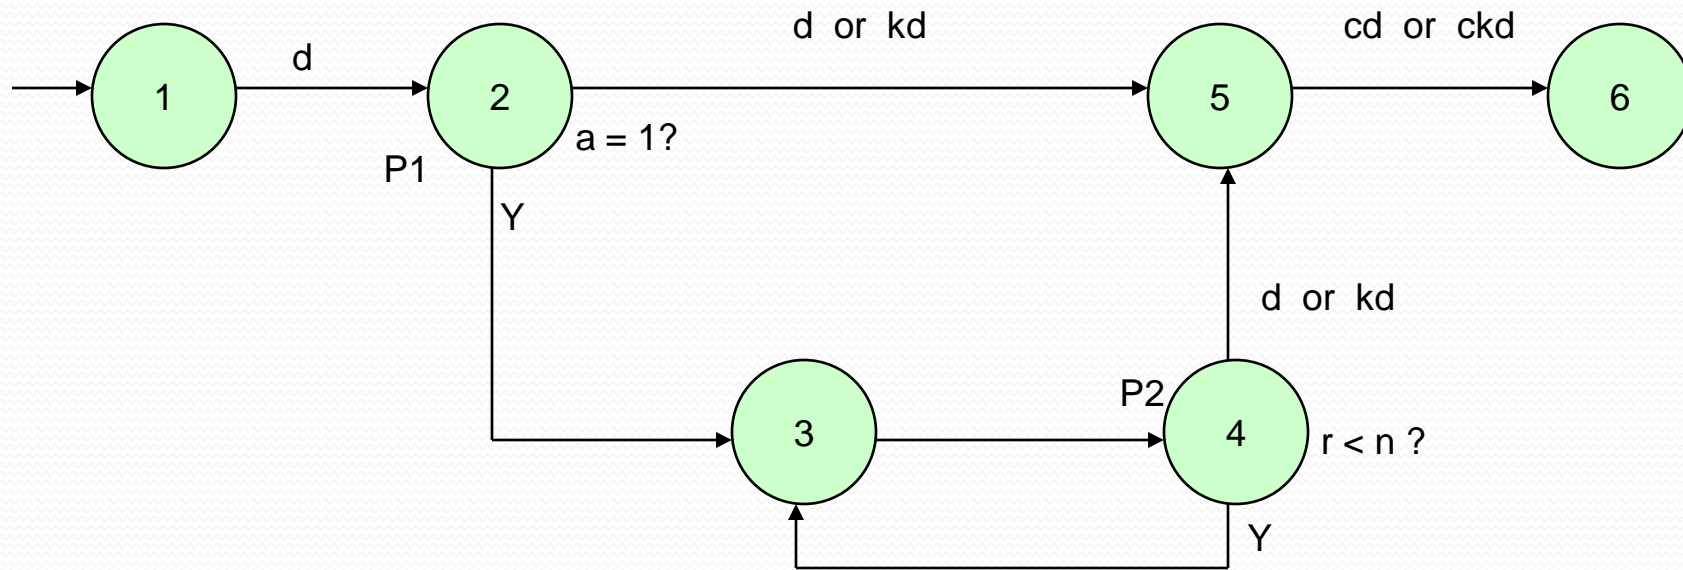 d
d or kd
cd or ckd
1
2
5
6
a = 1?
P1
Y
d or kd
P2
3
4
r < n ?
Y